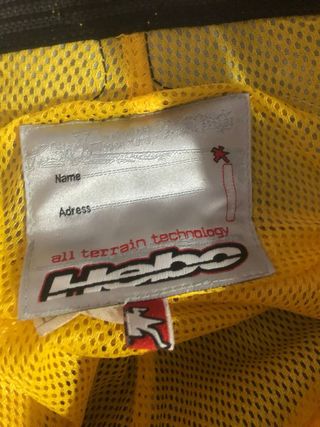 Name
Adress
all terrain technology
Hebo